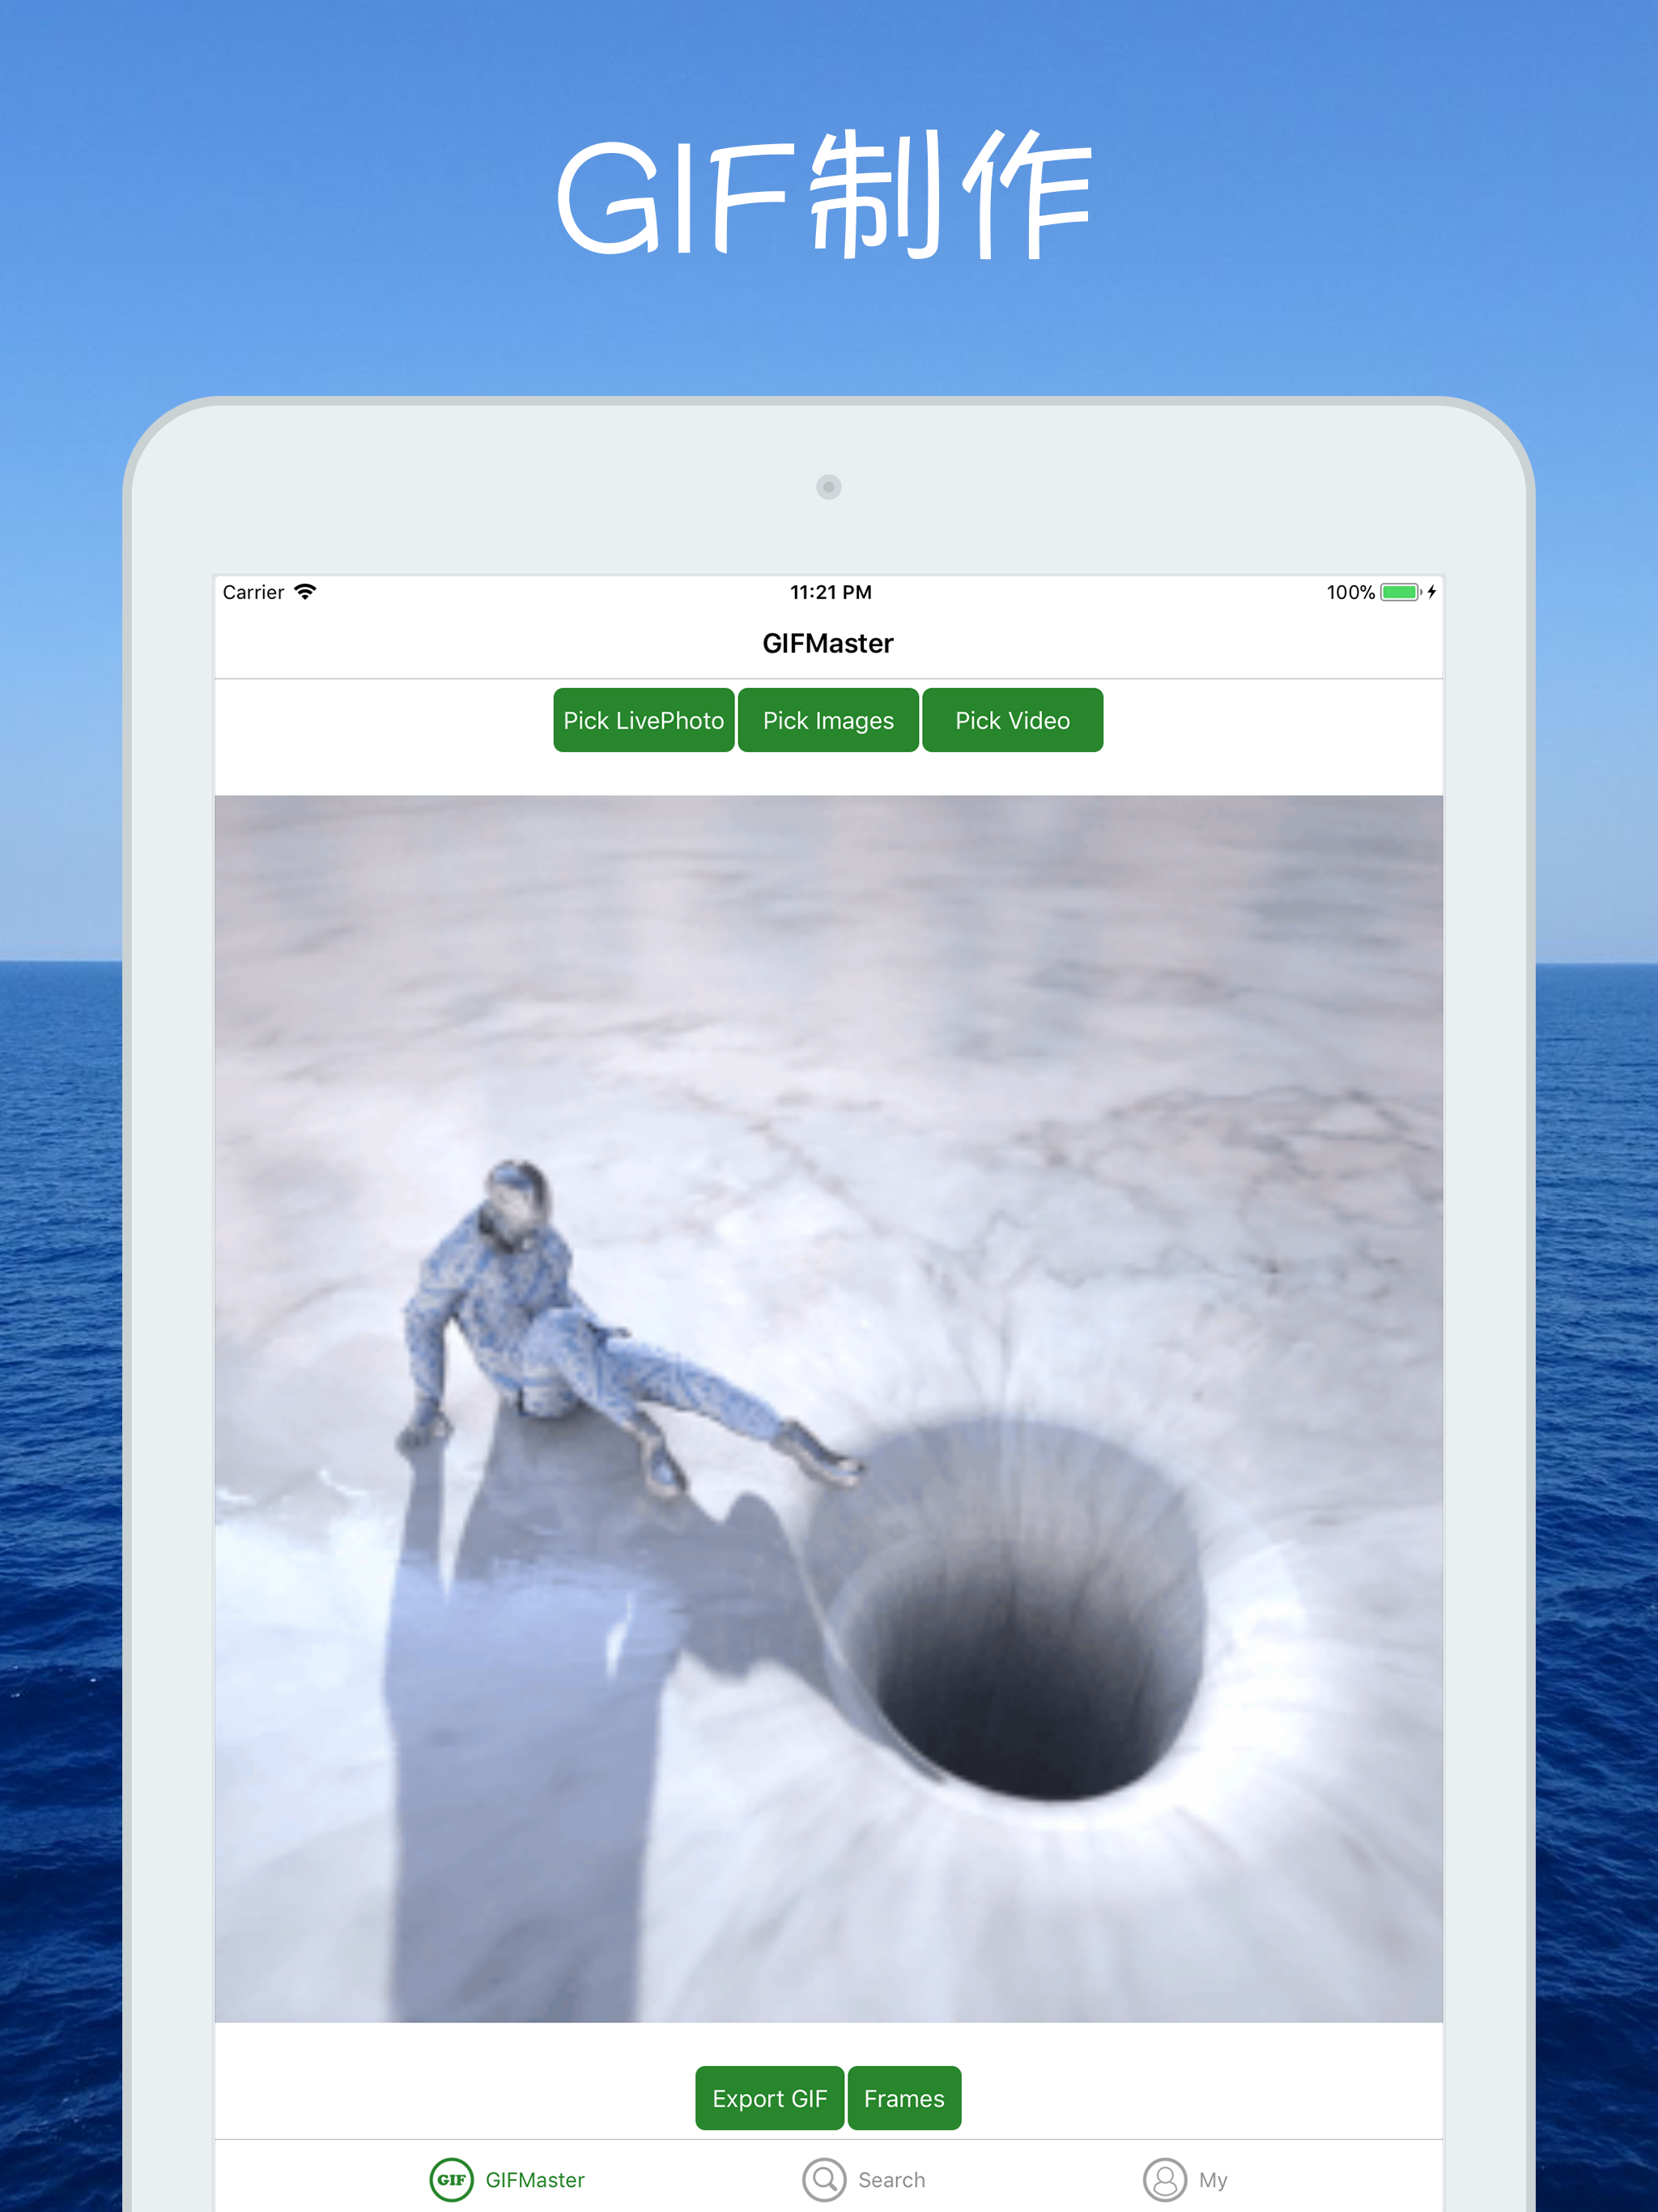 GIF制作
Carrier 11:21 PM 100%
GIFMaster
Pick LivePhoto Pick Images Pick Video
Export GIF Frames
GIF GIFMaster Search My